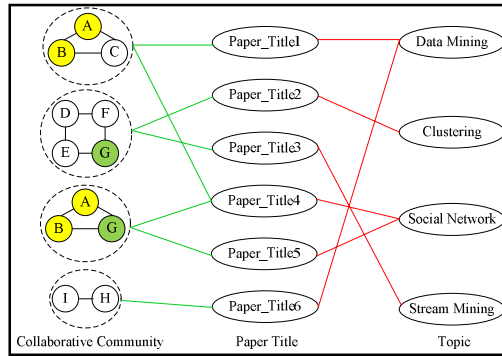 A
B
C
Paper_Title1
Data Mining
D
F
E
G
Paper_Title2
Clustering
Paper_Title3
A
B
G
Paper_Title4
Social Network
Paper_Title5
I
H
Paper_Title6
Stream Mining
Collaborative Community
Paper Title
Topic